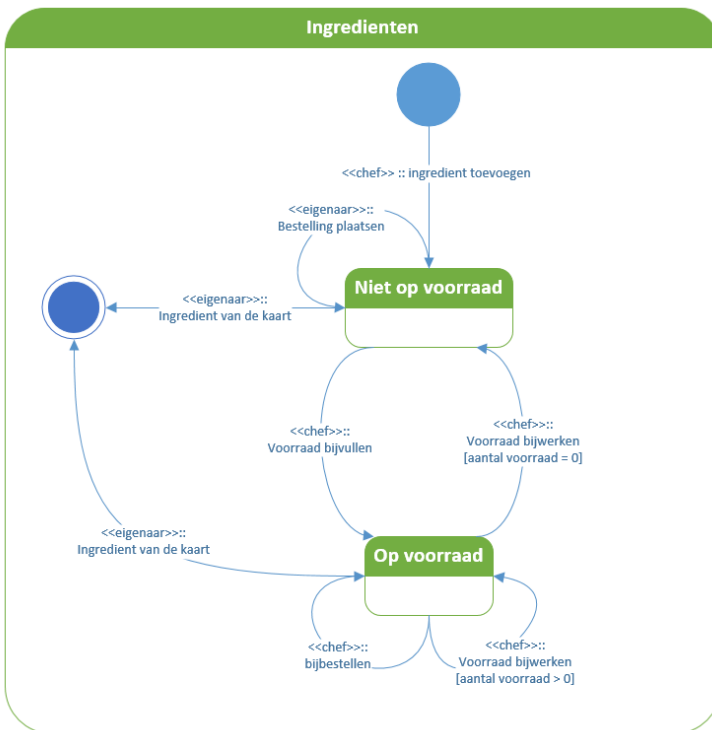 Ingredienten
<<chef>> :: ingredient toevoegen
<<eigenaar>>::
Bestelling plaatsen
Niet op voorraad
<<eigenaar>>::
Ingredient van de kaart
<<chef>>::
Voorraad bijvullen
<<chef>>::
Voorraad bijwerken
[aantal voorraad = 0]
<<eigenaar>>::
Ingredient van de kaart
Op voorraad
<<chef>>::
bijbestellen
<<chef>>::
Voorraad bijwerken
[aantal voorraad > 0]